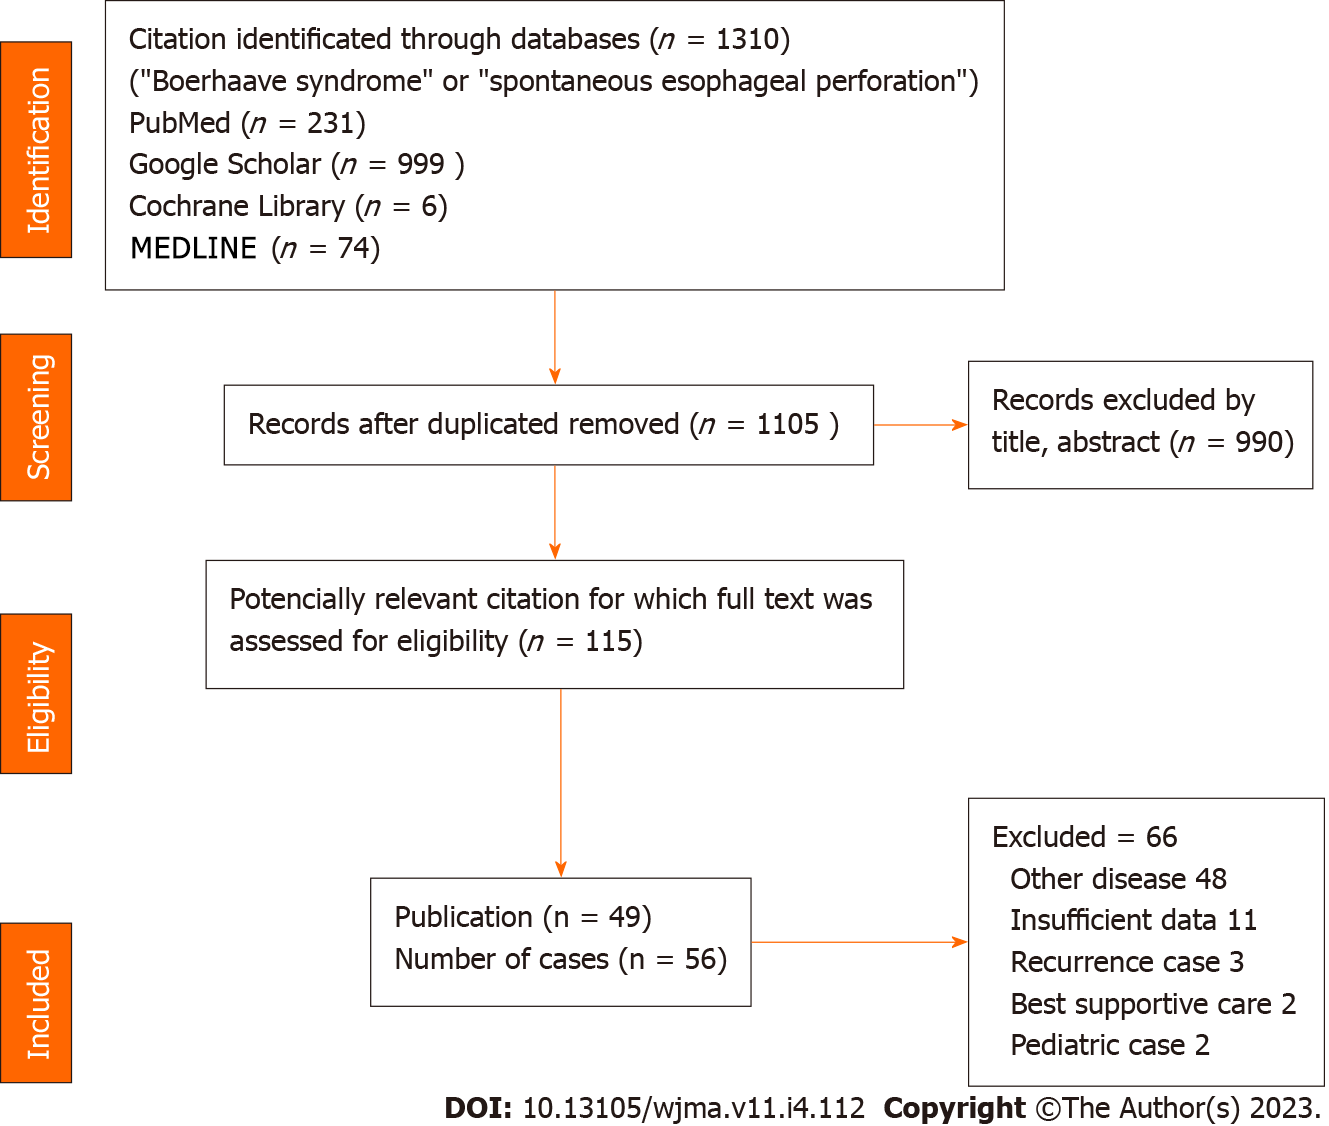 Identification
Citation identificated through databases (n = 1310)
("Boerhaave syndrome" or "spontaneous esophageal perforation")
PubMed (n = 231)
Google Scholar (n = 999 )
Cochrane Library (n = 6)
MEDLINE (n = 74)
Screening
Records after duplicated removed (n = 1105 )
Records excluded by
title, abstract (n = 990)
Eligibility
Potencially relevant citation for which full text was
assessed for eligibility (n = 115)
Included
Publication (n = 49)
Number of cases (n = 56)
Excluded = 66
Other disease 48
Insufficient data 11
Recurrence case 3
Best supportive care 2
Pediatric case 2
DOI: 10.13105/wjma.v11.i4.112 Copyright ©The Author(s) 2023.